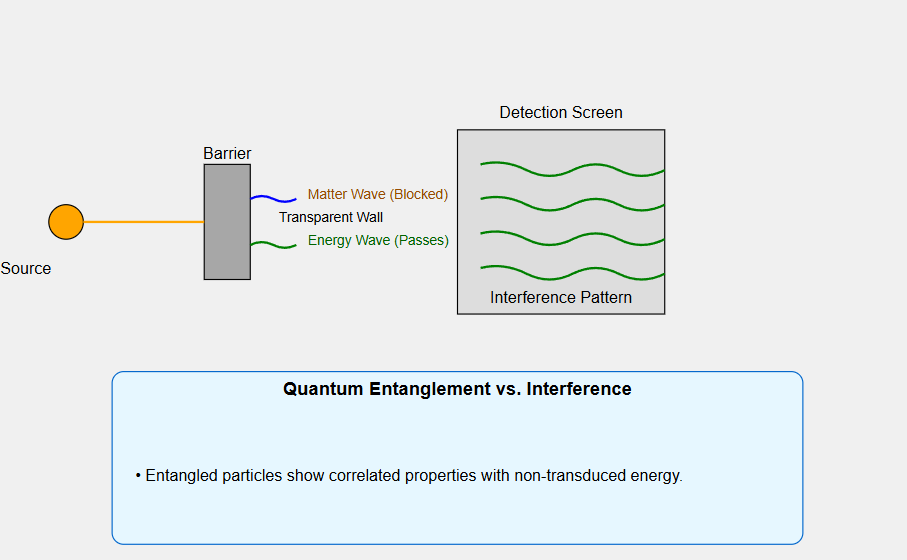 Detection Screen
Barrier
Matter Wave (Blocked)
Transparent Wall
Energy Wave (Passes)
Source
Interference Pattern
Quantum Entanglement vs. Interference
• Entangled particles show correlated properties with non-transduced energy.